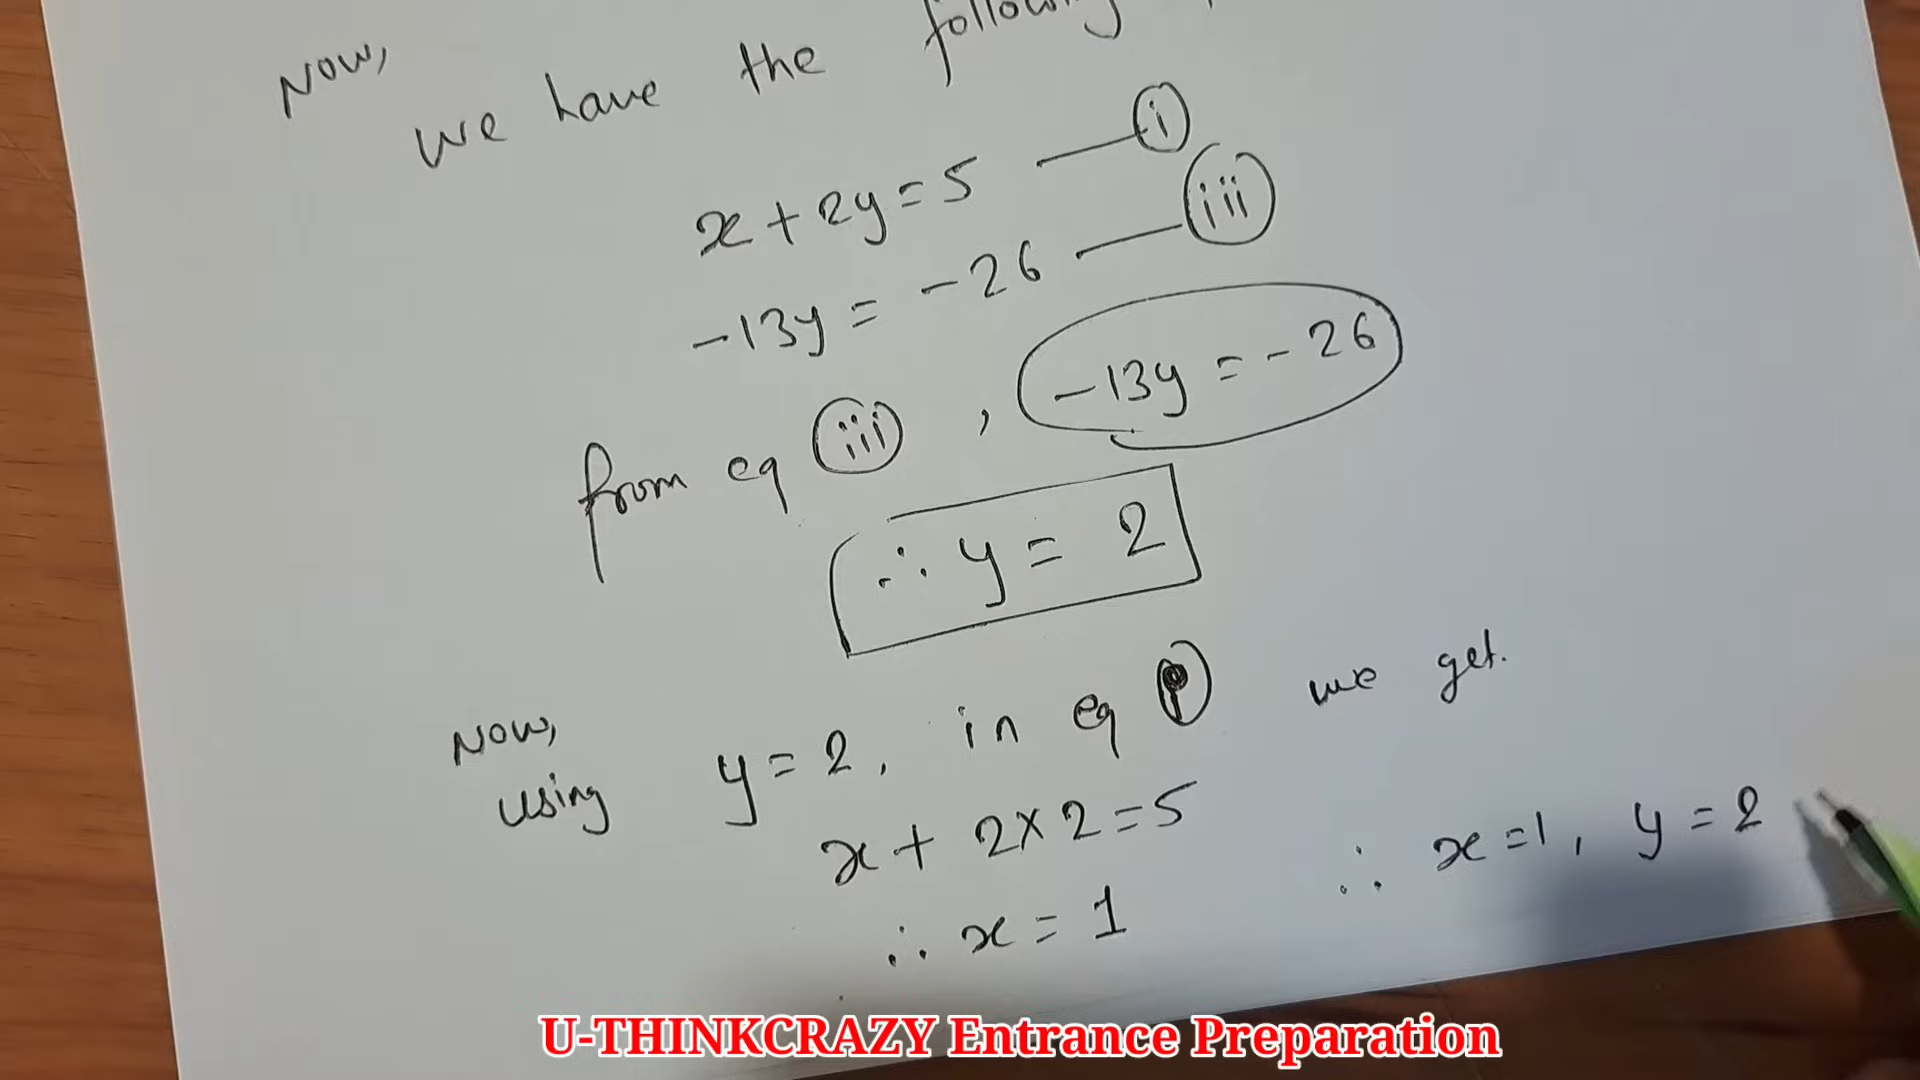 Now,
we have the following
x + 2y = 5 — (i)
-13y = -26 — (iii)
from eq (iii), -13y = -26
∴ y = 2
Now,
using y = 2, in eq (i) we get.
x + 2 × 2 = 5
∴ x = 1
∴ x = 1, y = 2
U-THINKCRAZY Entrance Preparation